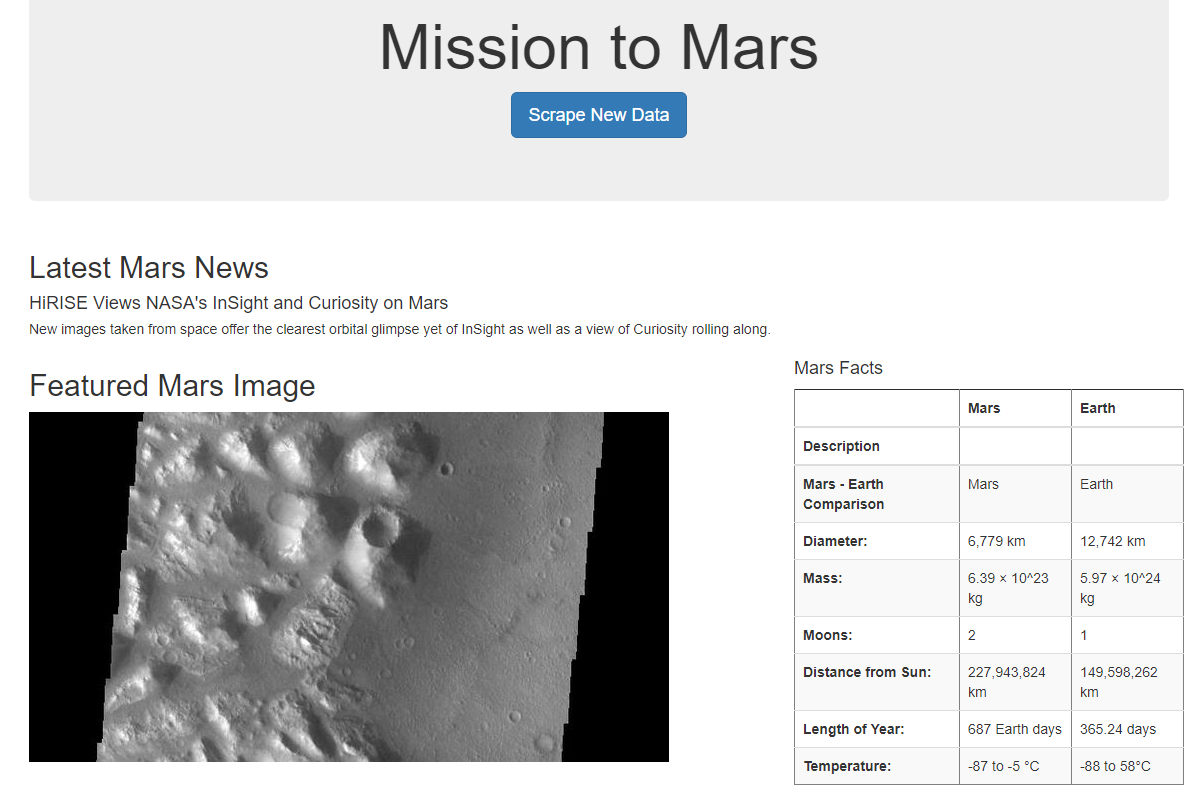 Mission to Mars
Scrape New Data
Latest Mars News
HiRISE Views NASA's InSight and Curiosity on Mars
New images taken from space offer the clearest orbital glimpse yet of InSight as well as a view of Curiosity rolling along.
Featured Mars Image
Mars Facts
Mars Earth
Description
Mars - Earth Comparison Mars Earth
Diameter: 6,779 km 12,742 km
Mass: 6.39 × 10^23 kg 5.97 × 10^24 kg
Moons: 2 1
Distance from Sun: 227,943,824 km 149,598,262 km
Length of Year: 687 Earth days 365.24 days
Temperature: -87 to -5 °C -88 to 58°C